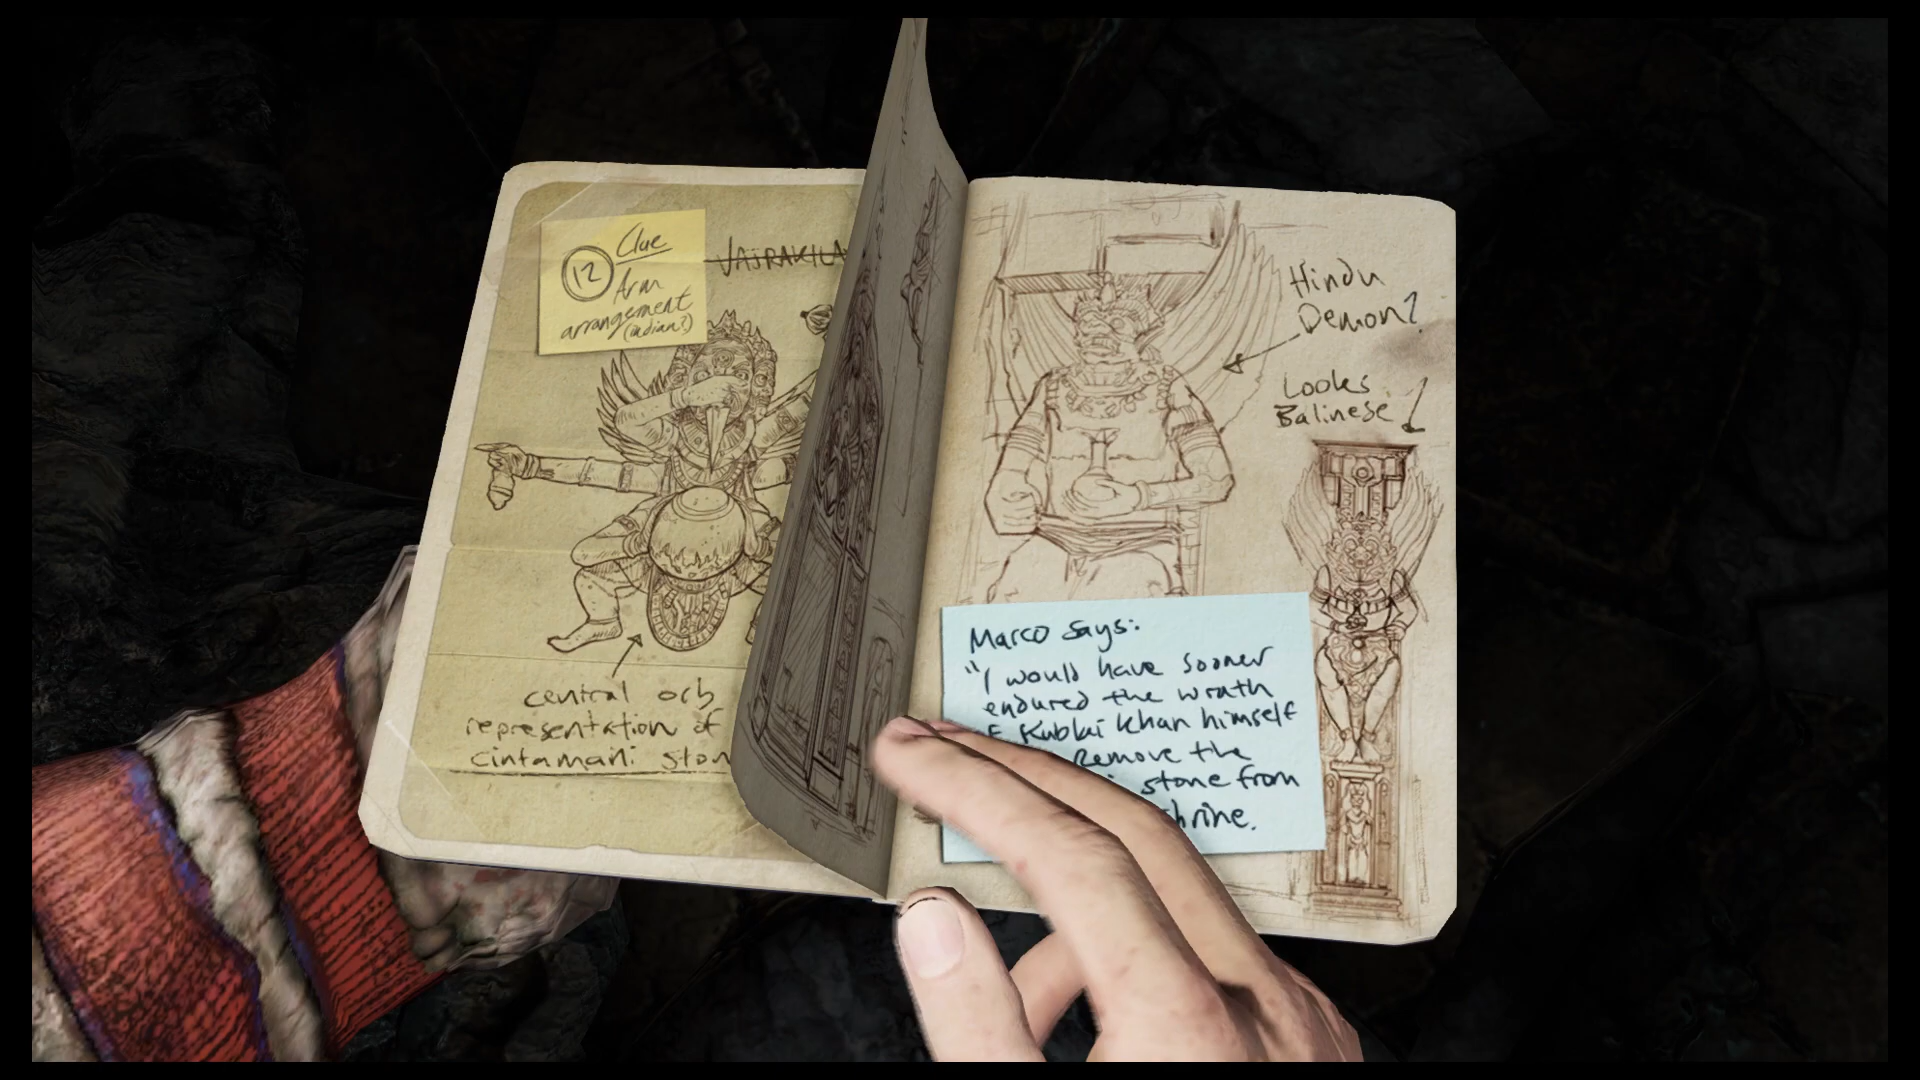 Clue
12
Arm
arrangement
(indian?)
central orb
representation of
cintamani
Hindu
Demon?
Looks
Balinese
Marco says:
"I would have sooner
endured the wrath
Kublai Khan himself
Remove the
stone from
shrine.